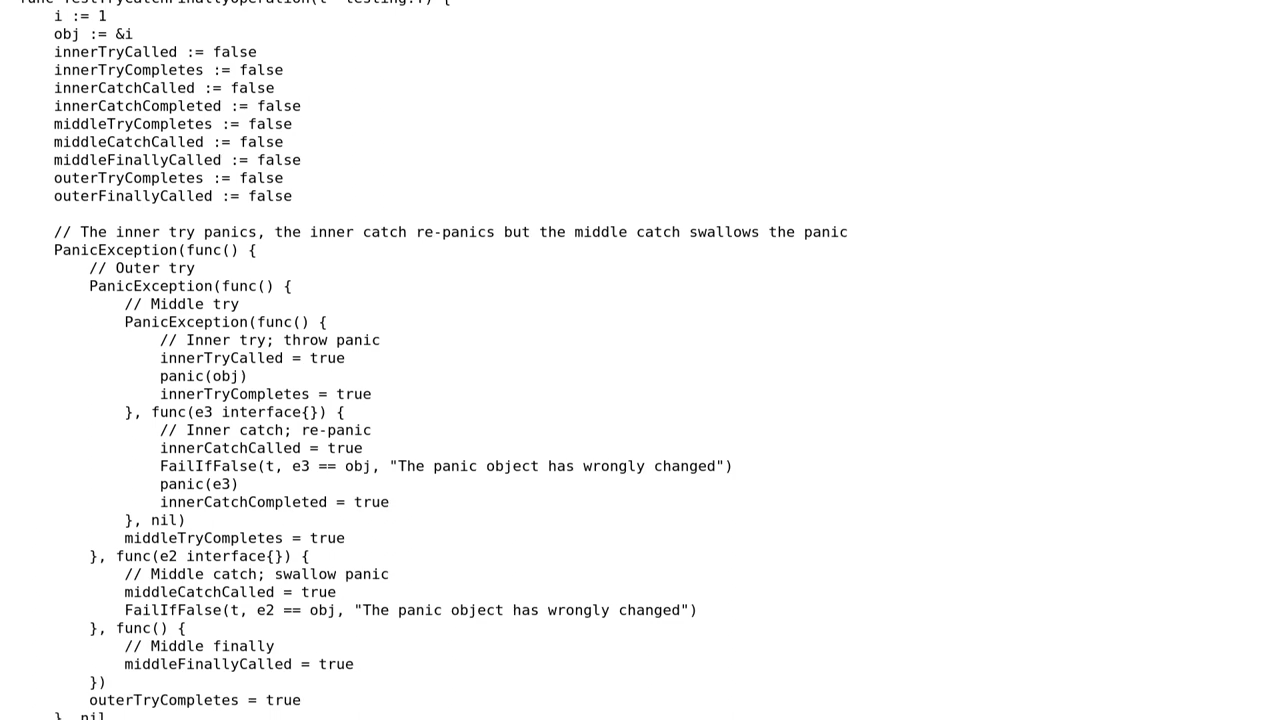 i := 1
    obj := &i
    innerTryCalled := false
    innerTryCompletes := false
    innerCatchCalled := false
    innerCatchCompleted := false
    middleTryCompletes := false
    middleCatchCalled := false
    middleFinallyCalled := false
    outerTryCompletes := false
    outerFinallyCalled := false

    // The inner try panics, the inner catch re-panics but the middle catch swallows the panic
    PanicException(func() {
        // Outer try
        PanicException(func() {
            // Middle try
            PanicException(func() {
                // Inner try; throw panic
                innerTryCalled = true
                panic(obj)
                innerTryCompletes = true
            }, func(e3 interface{}) {
                // Inner catch; re-panic
                innerCatchCalled = true
                FailIfFalse(t, e3 == obj, "The panic object has wrongly changed")
                panic(e3)
                innerCatchCompleted = true
            }, nil)
            middleTryCompletes = true
        }, func(e2 interface{}) {
            // Middle catch; swallow panic
            middleCatchCalled = true
            FailIfFalse(t, e2 == obj, "The panic object has wrongly changed")
        }, func() {
            // Middle finally
            middleFinallyCalled = true
        })
        outerTryCompletes = true
    }, nil